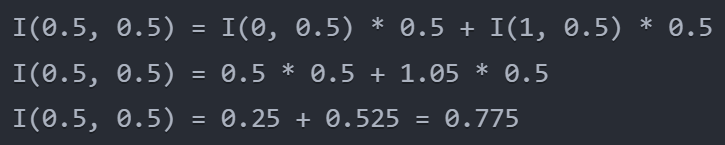 I(0.5, 0.5) = I(0, 0.5) * 0.5 + I(1, 0.5) * 0.5
I(0.5, 0.5) = 0.5 * 0.5 + 1.05 * 0.5
I(0.5, 0.5) = 0.25 + 0.525 = 0.775